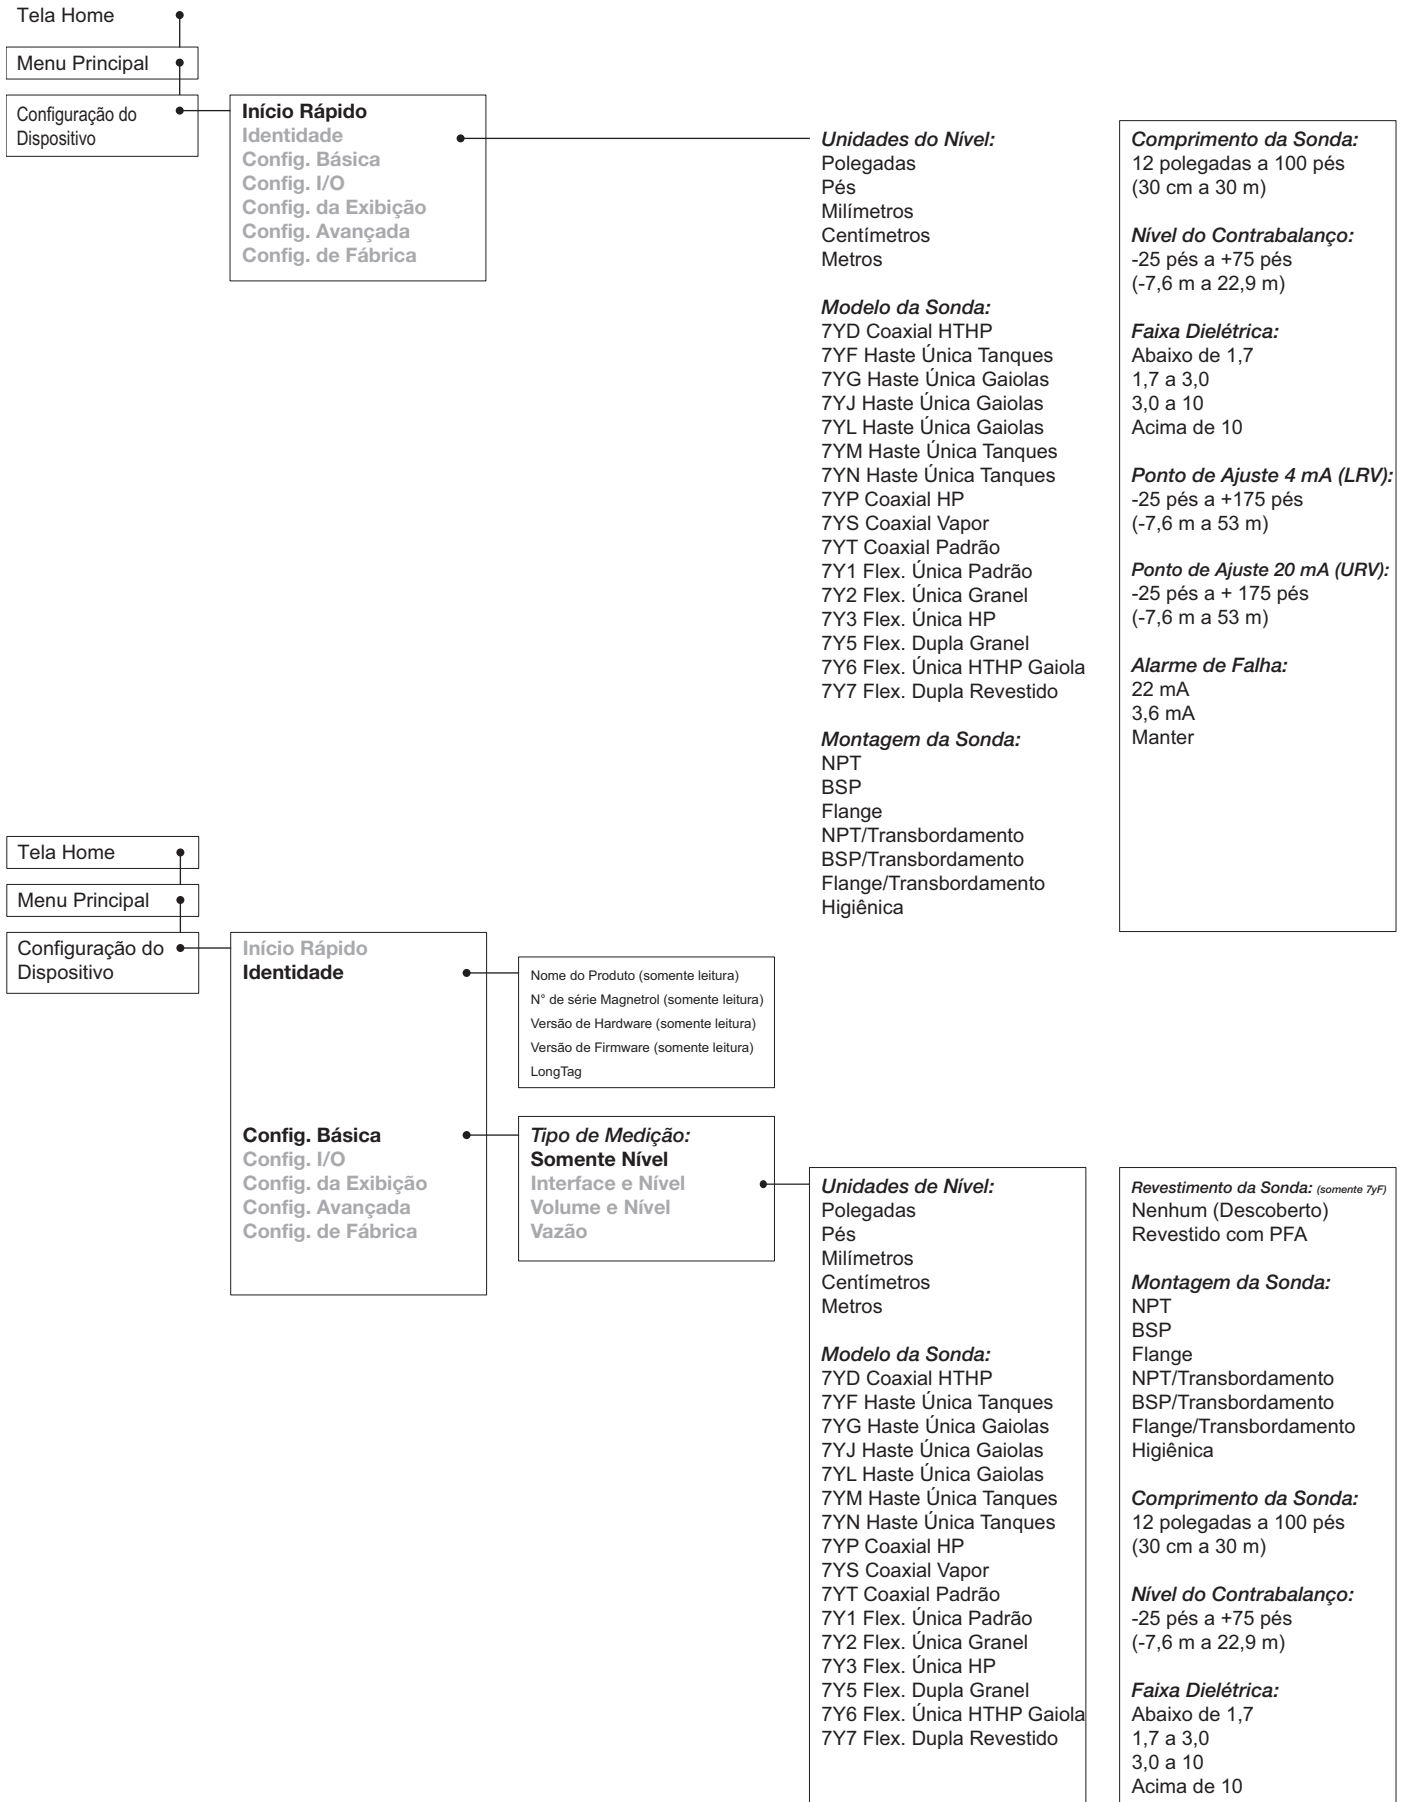 Tela Home
Menu Principal
Configuração do
Dispositivo
Início Rápido
Identidade
Config. Básica
Config. I/O
Config. da Exibição
Config. Avançada
Config. de Fábrica
Unidades do Nível:
Polegadas
Pés
Milímetros
Centímetros
Metros
Modelo da Sonda:
7YD Coaxial HTHP
7YF Haste Única Tanques
7YG Haste Única Gaiolas
7YJ Haste Única Gaiolas
7YL Haste Única Gaiolas
7YM Haste Única Tanques
7YN Haste Única Tanques
7YP Coaxial HP
7YS Coaxial Vapor
7YT Coaxial Padrão
7Y1 Flex. Única Padrão
7Y2 Flex. Única Granel
7Y3 Flex. Única HP
7Y5 Flex. Dupla Granel
7Y6 Flex. Única HTHP Gaiola
7Y7 Flex. Dupla Revestido
Montagem da Sonda:
NPT
BSP
Flange
NPT/Transbordamento
BSP/Transbordamento
Flange/Transbordamento
Higiênica
Comprimento da Sonda:
12 polegadas a 100 pés
(30 cm a 30 m)
Nível do Contrabalanço:
-25 pés a +75 pés
(-7,6 m a 22,9 m)
Faixa Dielétrica:
Abaixo de 1,7
1,7 a 3,0
3,0 a 10
Acima de 10
Ponto de Ajuste 4 mA (LRV):
-25 pés a +175 pés
(-7,6 m a 53 m)
Ponto de Ajuste 20 mA (URV):
-25 pés a + 175 pés
(-7,6 m a 53 m)
Alarme de Falha:
22 mA
3,6 mA
Manter
Tela Home
Menu Principal
Configuração do
Dispositivo
Início Rápido
Identidade
Nome do Produto (somente leitura)
N° de série Magnetrol (somente leitura)
Versão de Hardware (somente leitura)
Versão de Firmware (somente leitura)
LongTag
Config. Básica
Config. I/O
Config. da Exibição
Config. Avançada
Config. de Fábrica
Tipo de Medição:
Somente Nível
Interface e Nível
Volume e Nível
Vazão
Unidades de Nível:
Polegadas
Pés
Milímetros
Centímetros
Metros
Modelo da Sonda:
7YD Coaxial HTHP
7YF Haste Única Tanques
7YG Haste Única Gaiolas
7YJ Haste Única Gaiolas
7YL Haste Única Gaiolas
7YM Haste Única Tanques
7YN Haste Única Tanques
7YP Coaxial HP
7YS Coaxial Vapor
7YT Coaxial Padrão
7Y1 Flex. Única Padrão
7Y2 Flex. Única Granel
7Y3 Flex. Única HP
7Y5 Flex. Dupla Granel
7Y6 Flex. Única HTHP Gaiola
7Y7 Flex. Dupla Revestido
Revestimento da Sonda: (somente 7yF)
Nenhum (Descoberto)
Revestido com PFA
Montagem da Sonda:
NPT
BSP
Flange
NPT/Transbordamento
BSP/Transbordamento
Flange/Transbordamento
Higiênica
Comprimento da Sonda:
12 polegadas a 100 pés
(30 cm a 30 m)
Nível do Contrabalanço:
-25 pés a +75 pés
(-7,6 m a 22,9 m)
Faixa Dielétrica:
Abaixo de 1,7
1,7 a 3,0
3,0 a 10
Acima de 10